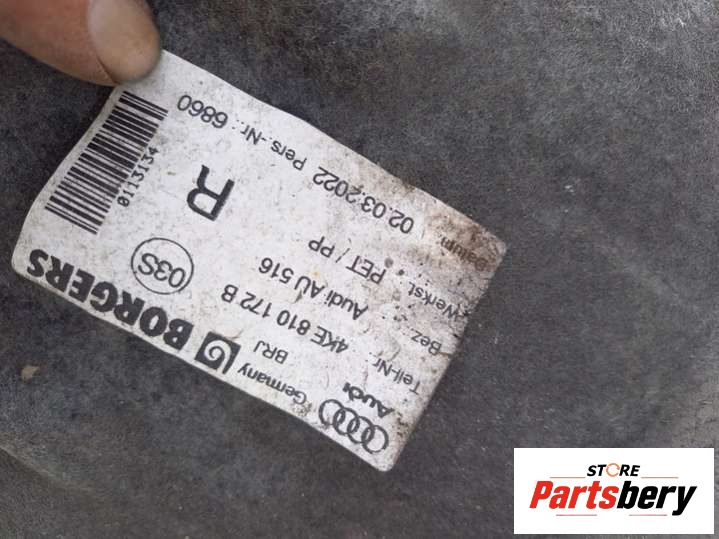 Audi
Germany
BORGERS
BRJ
Teil-Nr.: 4KE 810 172 B
03S
Bez.: Audi AU 516
Werkst.: PET / PP
R
Datum 02.03.2022 Pers.-Nr.: 6860
0113134
STORE
Partsbery